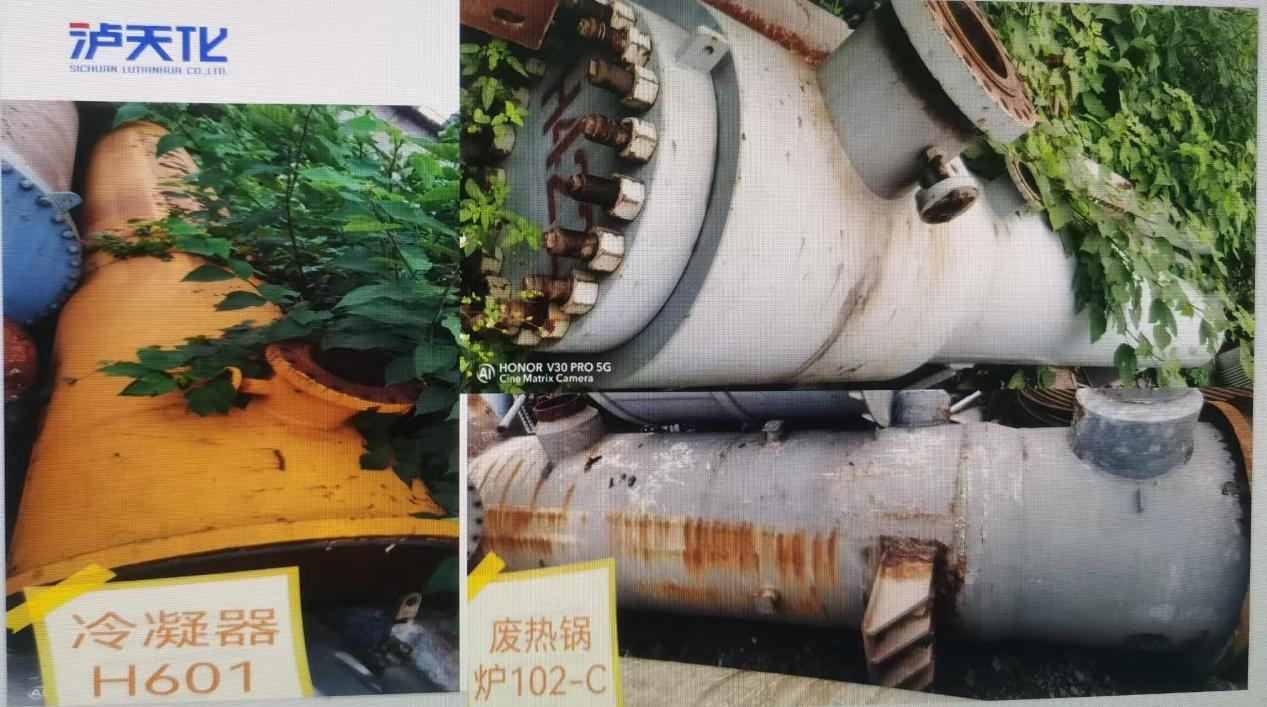 泸天化
SICHUAN LUTIANHUA CO.,LTD.
HONOR V30 PRO 5G
Cine Matrix Camera
冷凝器
H601
废热锅
炉102-C